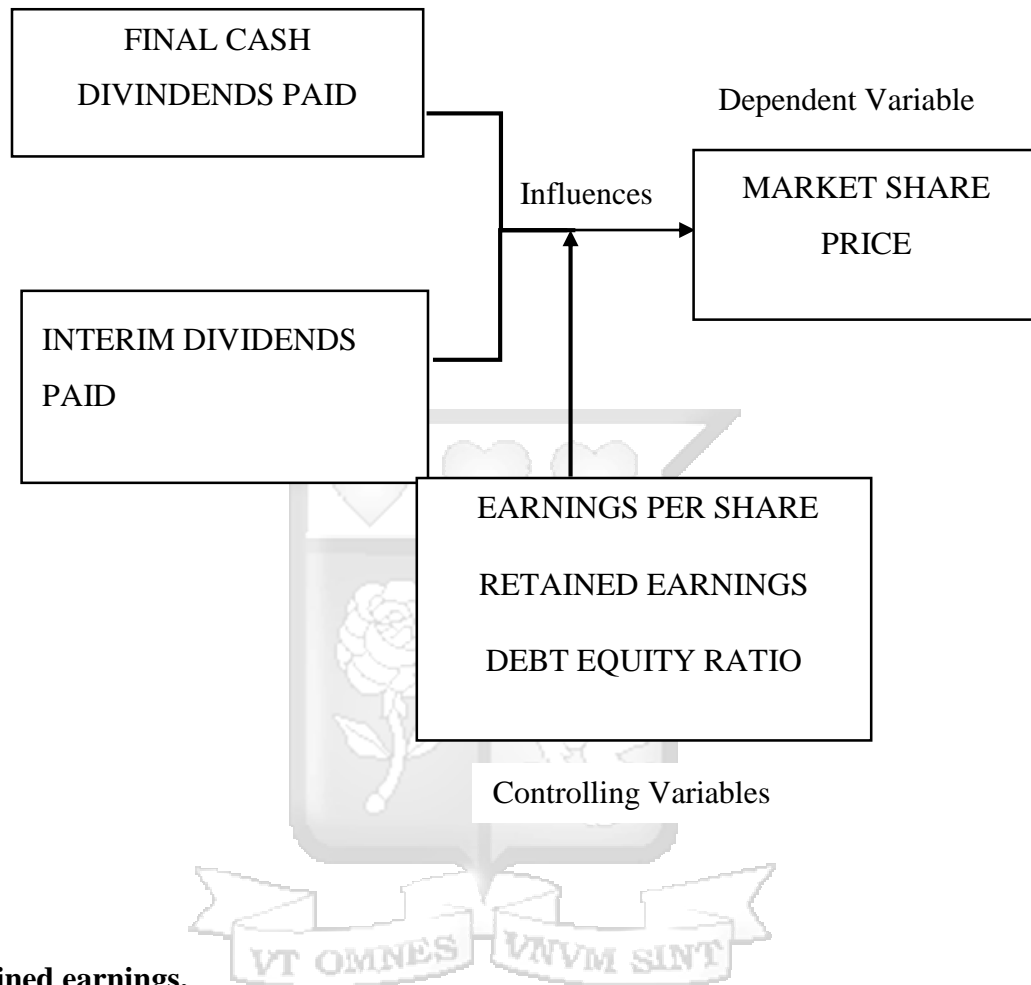 FINAL CASH
DIVINDENDS PAID
Dependent Variable
Influences
MARKET SHARE
PRICE
INTERIM DIVIDENDS
PAID
EARNINGS PER SHARE
RETAINED EARNINGS
DEBT EQUITY RATIO
Controlling Variables
VT OMNES VNVM SINT
ined earnings.